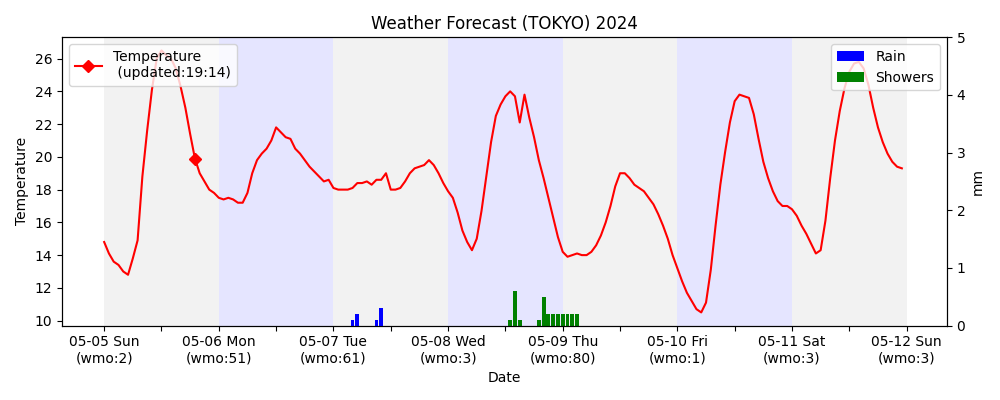 Weather Forecast (TOKYO) 2024
Temperature
(updated:19:14)
Rain
Showers
Temperature
26
24
22
20
18
16
14
12
10
5
4
3
2
1
0
mm
05-05 Sun 05-06 Mon 05-07 Tue 05-08 Wed 05-09 Thu 05-10 Fri 05-11 Sat 05-12 Sun
(wmo:2) (wmo:51) (wmo:61) (wmo:3) (wmo:80) (wmo:1) (wmo:3) (wmo:3)
Date